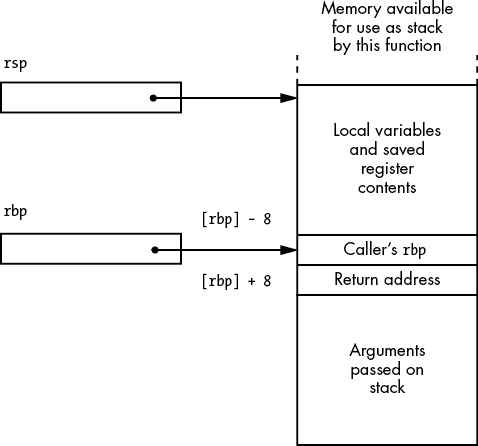 Memory available
for use as stack
by this function
rsp
Local variables
and saved
register
contents
rbp
[rbp] - 8
Caller's rbp
[rbp] + 8
Return address
Arguments
passed on
stack